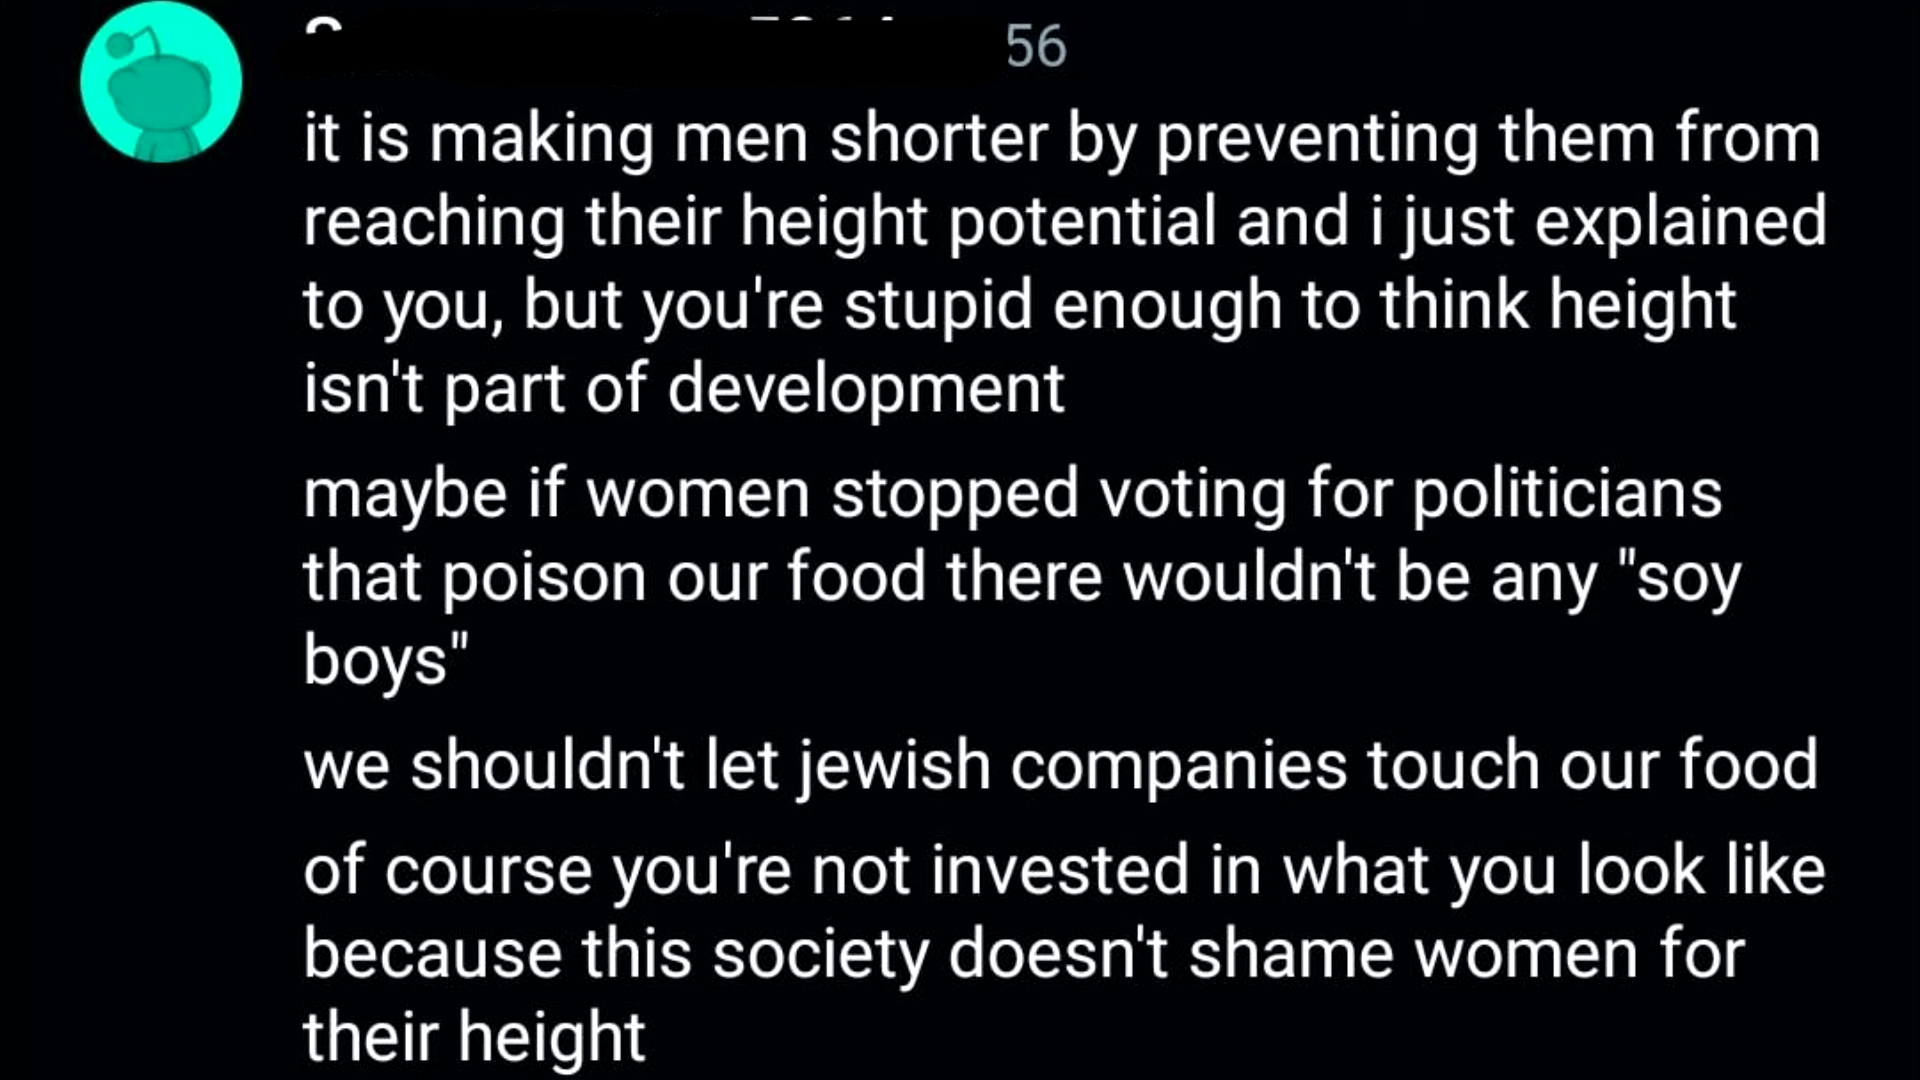 56
it is making men shorter by preventing them from
reaching their height potential and i just explained
to you, but you're stupid enough to think height
isn't part of development
maybe if women stopped voting for politicians
that poison our food there wouldn't be any "soy
boys"
we shouldn't let jewish companies touch our food
of course you're not invested in what you look like
because this society doesn't shame women for
their height